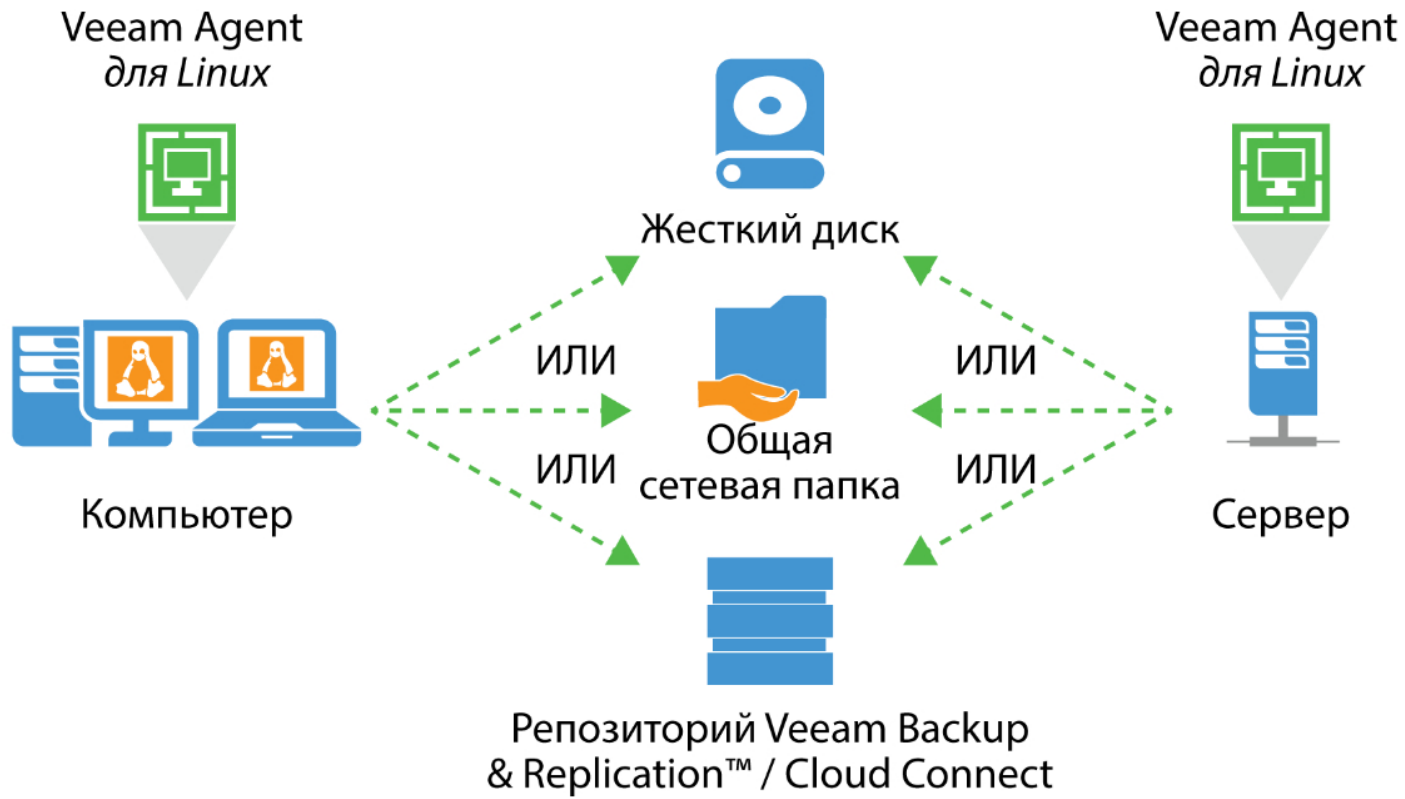 Veeam Agent
для Linux
Veeam Agent
для Linux
Жесткий диск
ИЛИ
ИЛИ
Общая
сетевая папка
ИЛИ
ИЛИ
Компьютер
Сервер
Репозиторий Veeam Backup
& Replication™ / Cloud Connect